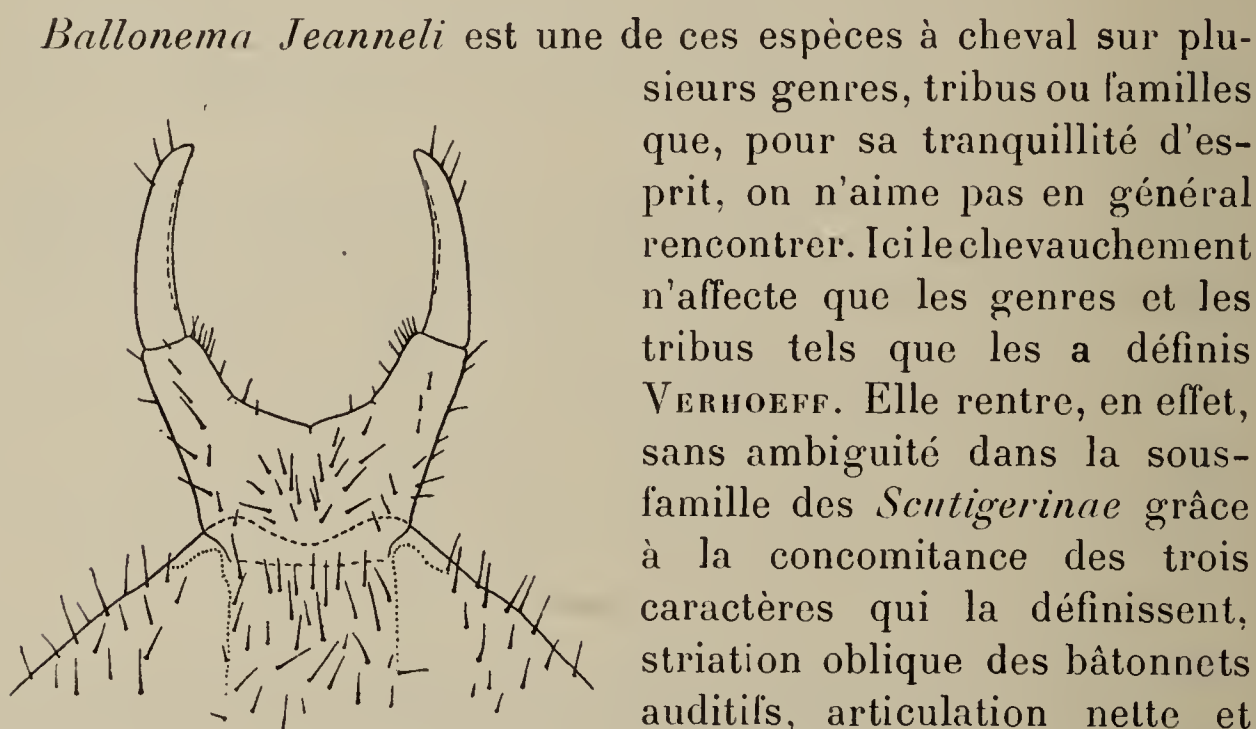 Ballonema Jeanneli est une de ces espèces à cheval sur plu-
sieurs genres, tribus ou familles
que, pour sa tranquillité d'es-
prit, on n'aime pas en général
rencontrer. Ici le chevauchement
n'affecte que les genres et les
tribus tels que les a définis
VERHOEFF. Elle rentre, en effet,
sans ambiguité dans la sous-
famille des Scutigerinae grâce
à la concomitance des trois
caractères qui la définissent,
striation oblique des bâtonnets
auditifs, articulation nette et